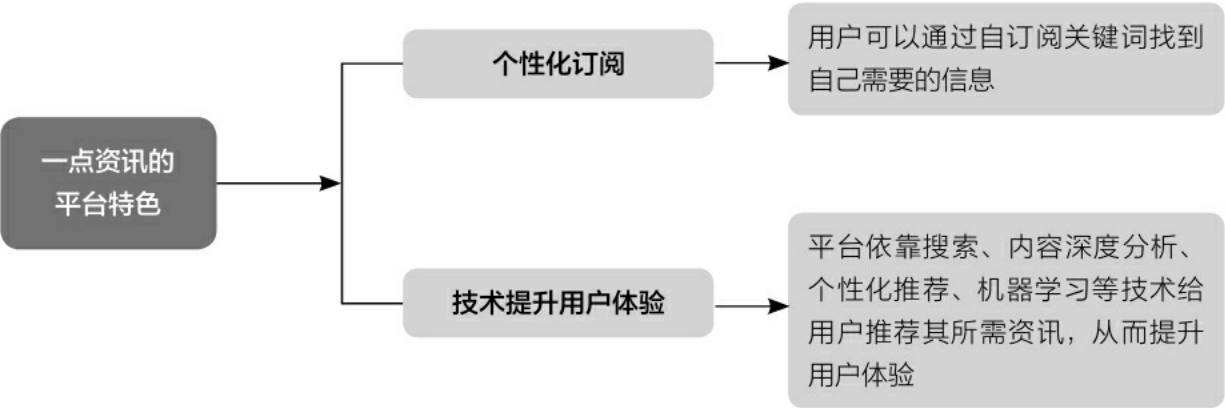 一点资讯的
平台特色
个性化订阅
用户可以通过自订阅关键词找到
自己需要的信息
技术提升用户体验
平台依靠搜索、内容深度分析、
个性化推荐、机器学习等技术给
用户推荐其所需资讯，从而提升
用户体验